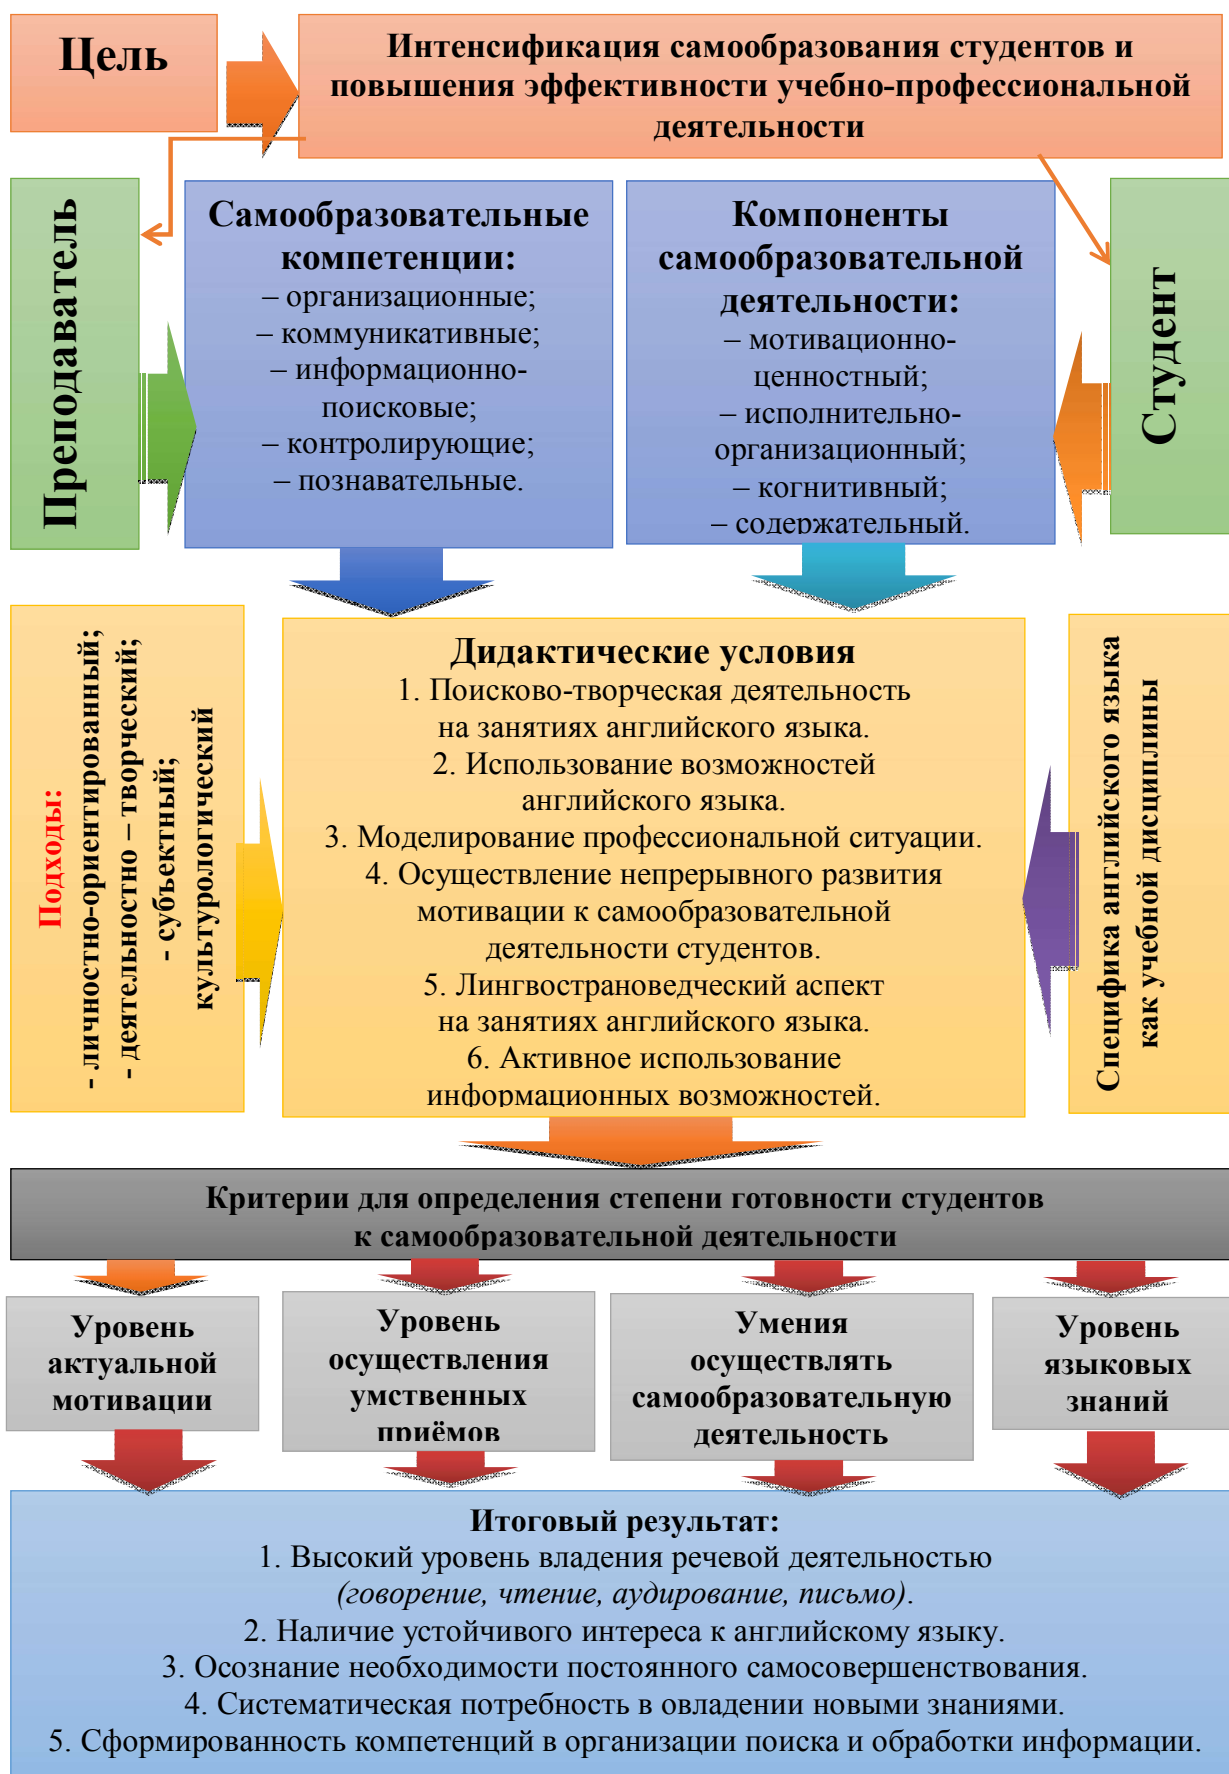 Цель
Интенсификация самообразования студентов и
повышения эффективности учебно-профессиональной
деятельности
Преподаватель
Самообразовательные
компетенции:
– организационные;
– коммуникативные;
– информационно-
поисковые;
– контролирующие;
– познавательные.
Компоненты
самообразовательной
деятельности:
– мотивационно-
ценностный;
– исполнительно-
организационный;
– когнитивный;
– содержательный.
Студент
Подходы:
- личностно-ориентированный;
- деятельностно – творческий;
- субъектный;
культурологический
Дидактические условия
1. Поисково-творческая деятельность
на занятиях английского языка.
2. Использование возможностей
английского языка.
3. Моделирование профессиональной ситуации.
4. Осуществление непрерывного развития
мотивации к самообразовательной
деятельности студентов.
5. Лингвострановедческий аспект
на занятиях английского языка.
6. Активное использование
информационных возможностей.
Специфика английского языка
как учебной дисциплины
Критерии для определения степени готовности студентов
к самообразовательной деятельности
Уровень
актуальной
мотивации
Уровень
осуществления
умственных
приёмов
Умения
осуществлять
самообразовательную
деятельность
Уровень
языковых
знаний
Итоговый результат:
1. Высокий уровень владения речевой деятельностью
(говорение, чтение, аудирование, письмо).
2. Наличие устойчивого интереса к английскому языку.
3. Осознание необходимости постоянного самосовершенствования.
4. Систематическая потребность в овладении новыми знаниями.
5. Сформированность компетенций в организации поиска и обработки информации.